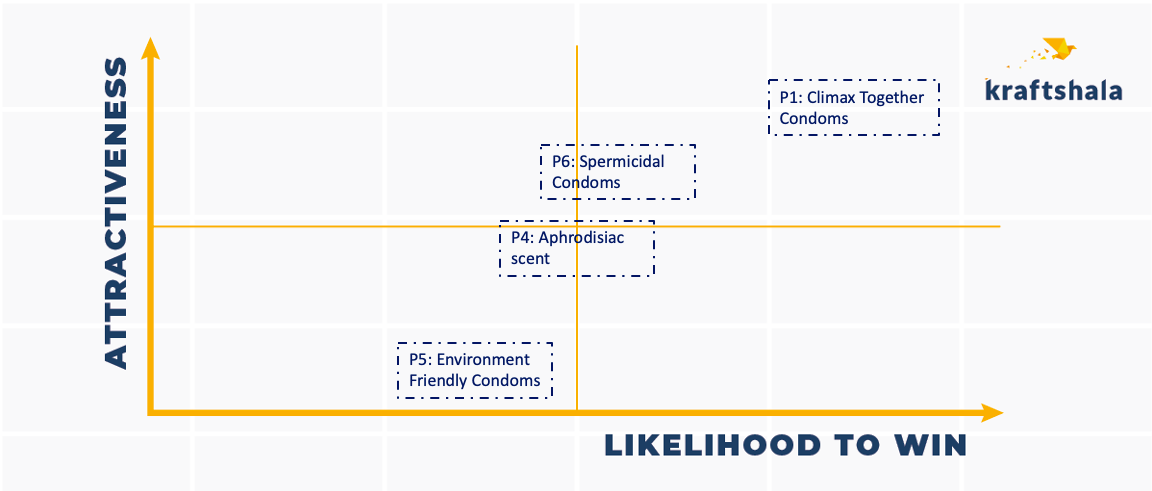 kraftshala
P1: Climax Together
Condoms
P6: Spermicidal
Condoms
P4: Aphrodisiac
scent
P5: Environment
Friendly Condoms
ATTRACTIVENESS
LIKELIHOOD TO WIN